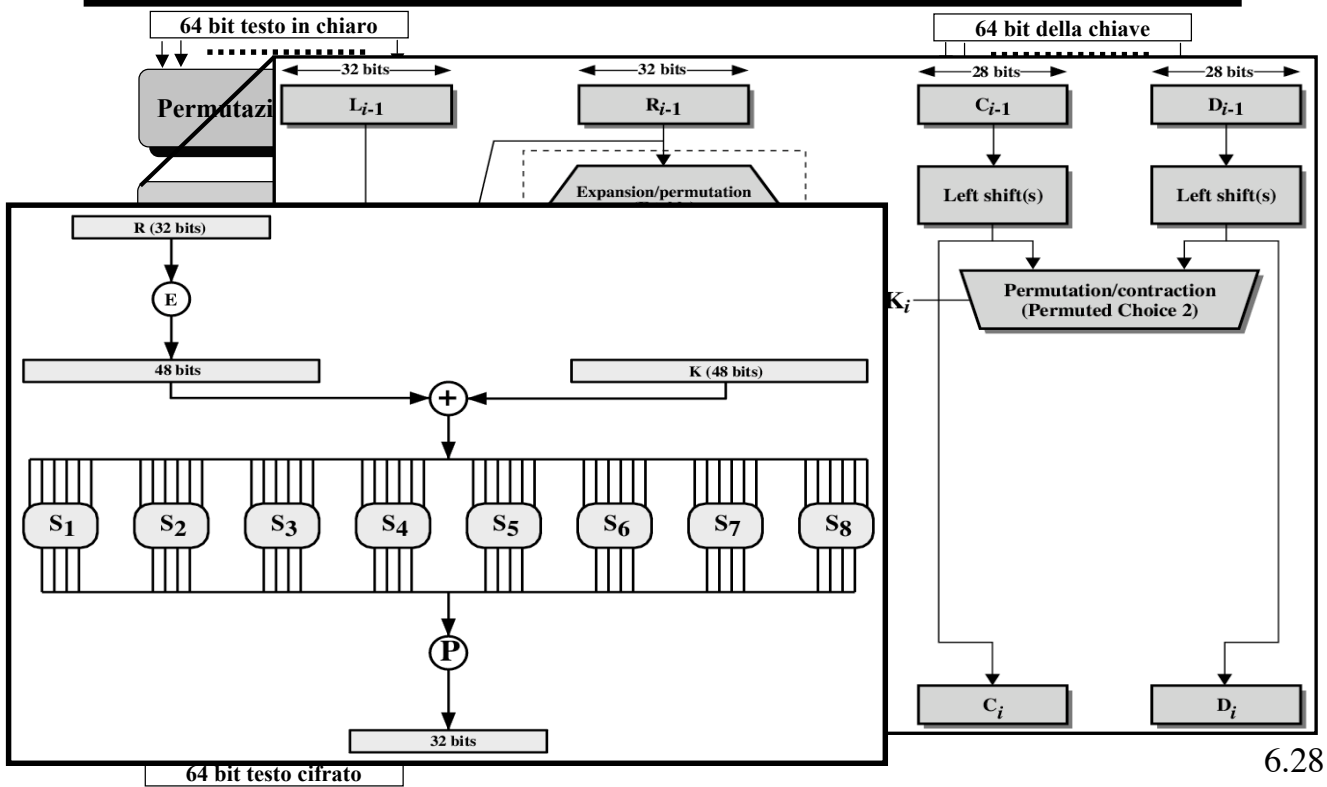 64 bit testo in chiaro
64 bit della chiave
32 bits
32 bits
28 bits
28 bits
Permutazi
Li-1
Ri-1
Ci-1
Di-1
Expansion/permutation
Left shift(s)
Left shift(s)
R (32 bits)
E
Ki
Permutation/contraction
(Permuted Choice 2)
48 bits
K (48 bits)
+
S1
S2
S3
S4
S5
S6
S7
S8
P
Ci
Di
32 bits
6.28
64 bit testo cifrato